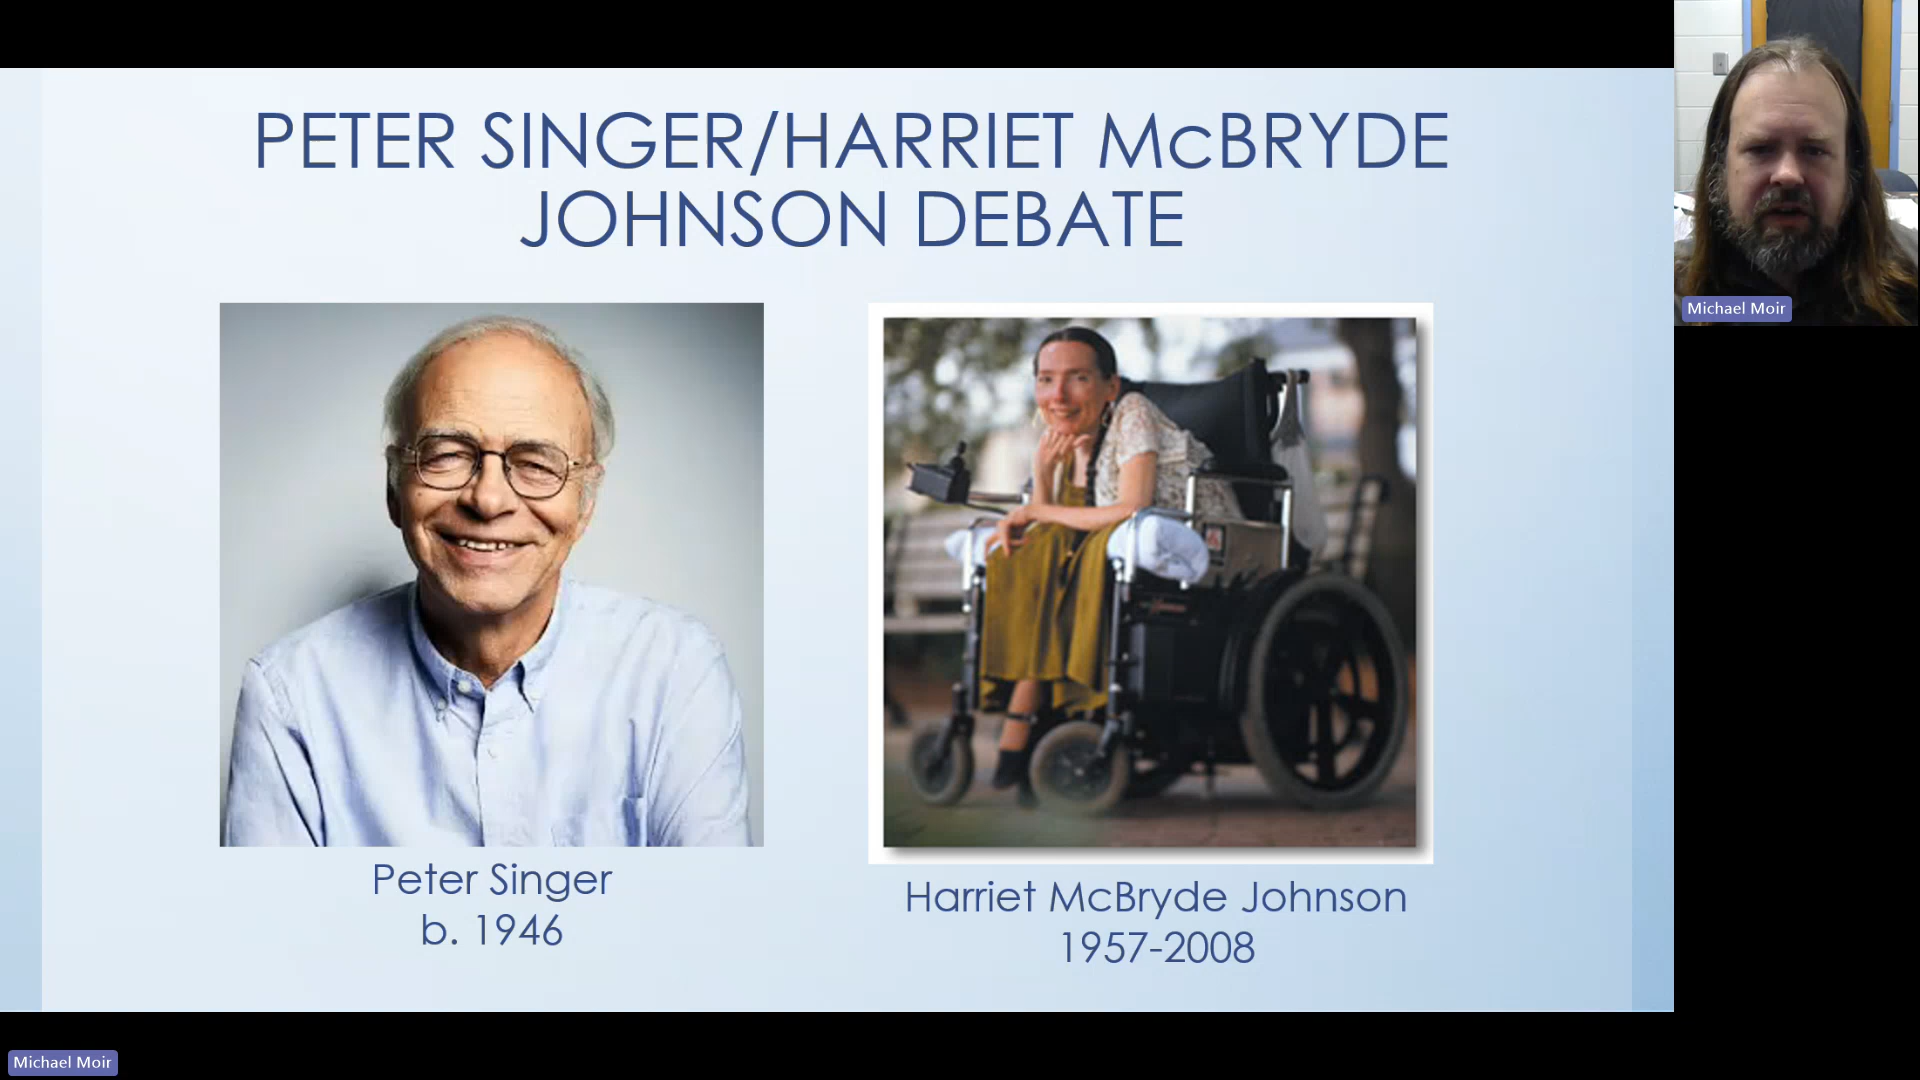 PETER SINGER/HARRIET McBRYDE
JOHNSON DEBATE
Peter Singer
b. 1946
Harriet McBryde Johnson
1957-2008
Michael Moir
Michael Moir